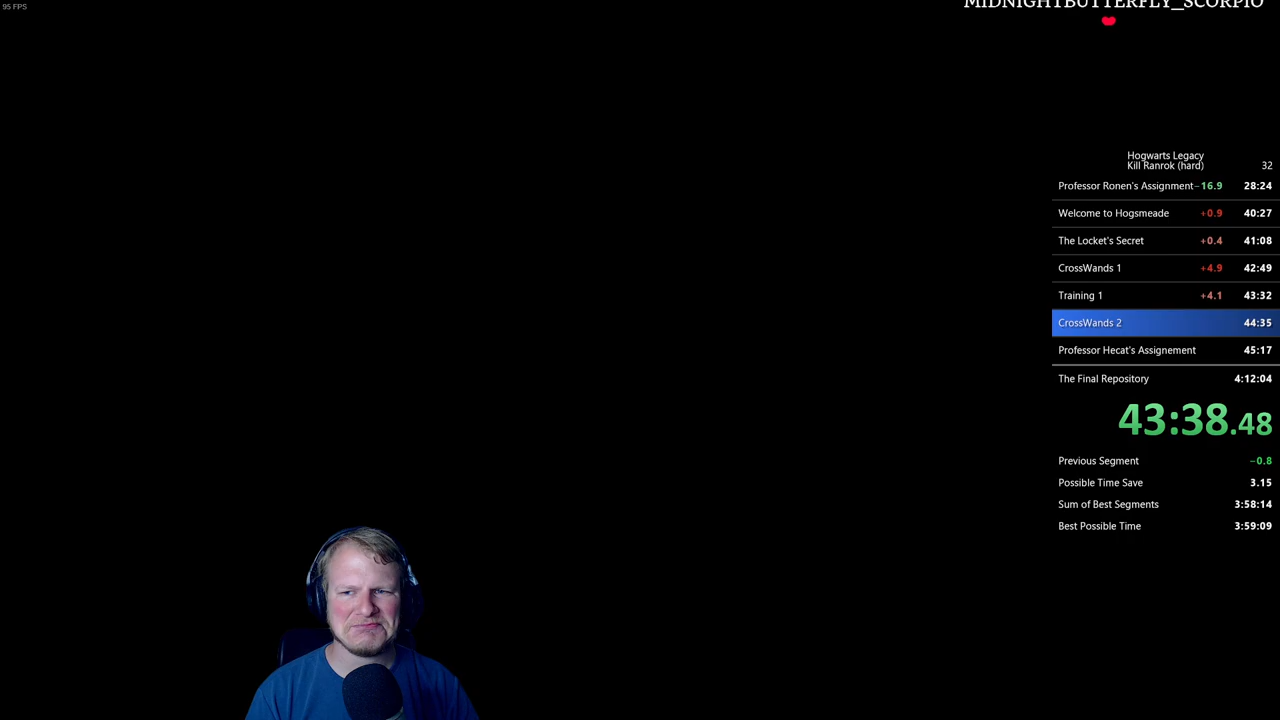 95 FPS
MIDNIGHTBUTTERFLY_SCORPIO
Hogwarts Legacy
Kill Ranrok (hard) 32
Professor Ronen's Assignment -16.9 28:24
Welcome to Hogsmeade +0.9 40:27
The Locket's Secret +0.4 41:08
CrossWands 1 +4.9 42:49
Training 1 +4.1 43:32
CrossWands 2 44:35
Professor Hecat's Assignement 45:17
The Final Repository 4:12:04
43:38.48
Previous Segment -0.8
Possible Time Save 3.15
Sum of Best Segments 3:58:14
Best Possible Time 3:59:09